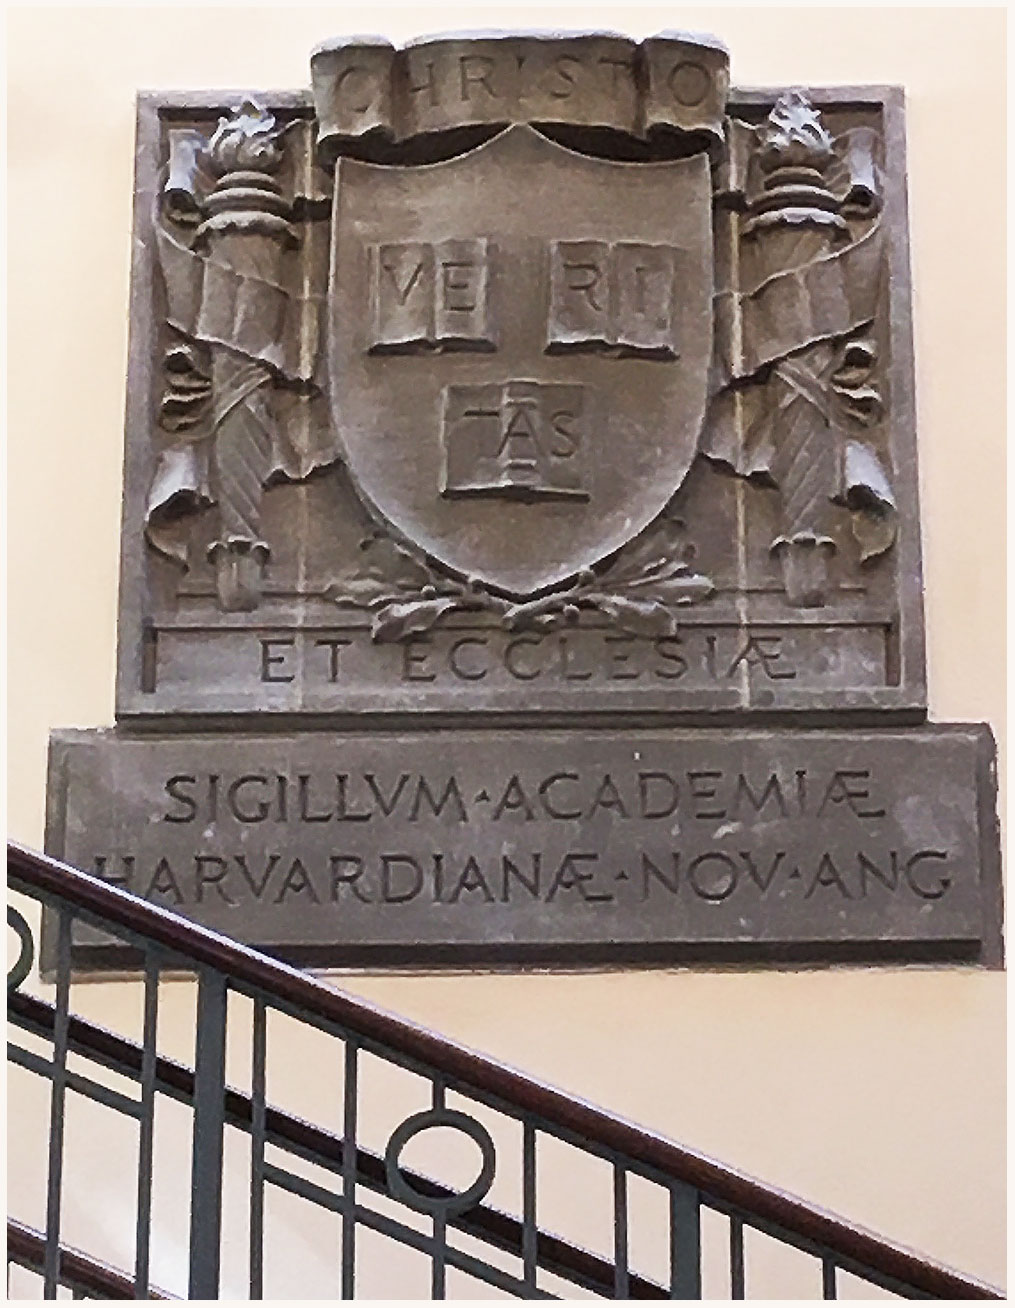 CHRISTO
VE RI
TAS
ET ECCLESIÆ
SIGILLVM·ACADEMIÆ
HARVARDIANÆ·NOV·ANG